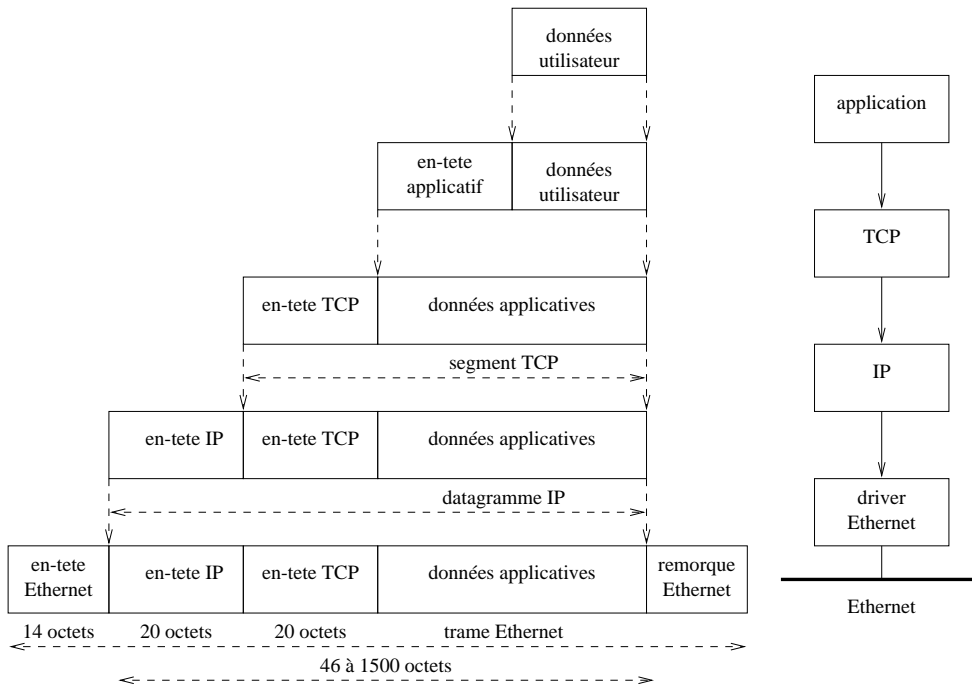 données
utilisateur
en-tete
applicatif
données
utilisateur
en-tete TCP
données applicatives
segment TCP
en-tete IP
en-tete TCP
données applicatives
datagramme IP
en-tete
Ethernet
en-tete IP
en-tete TCP
données applicatives
remorque
Ethernet
14 octets
20 octets
20 octets
trame Ethernet
46 à 1500 octets
application
TCP
IP
driver
Ethernet
Ethernet